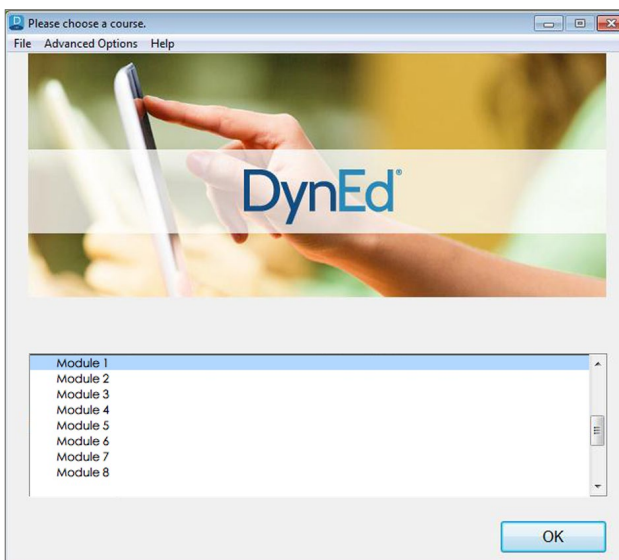 Please choose a course.
File Advanced Options Help
DynEd®
Module 1
Module 2
Module 3
Module 4
Module 5
Module 6
Module 7
Module 8
OK